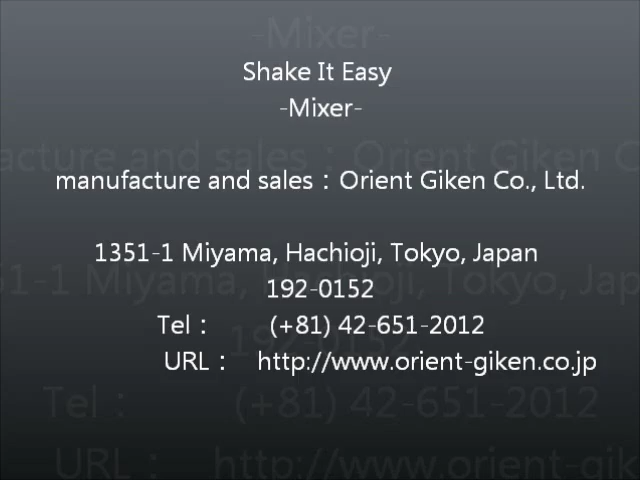 Shake It Easy
-Mixer-
manufacture and sales：Orient Giken Co., Ltd.
1351-1 Miyama, Hachioji, Tokyo, Japan
192-0152
Tel： (+81) 42-651-2012
URL： http://www.orient-giken.co.jp